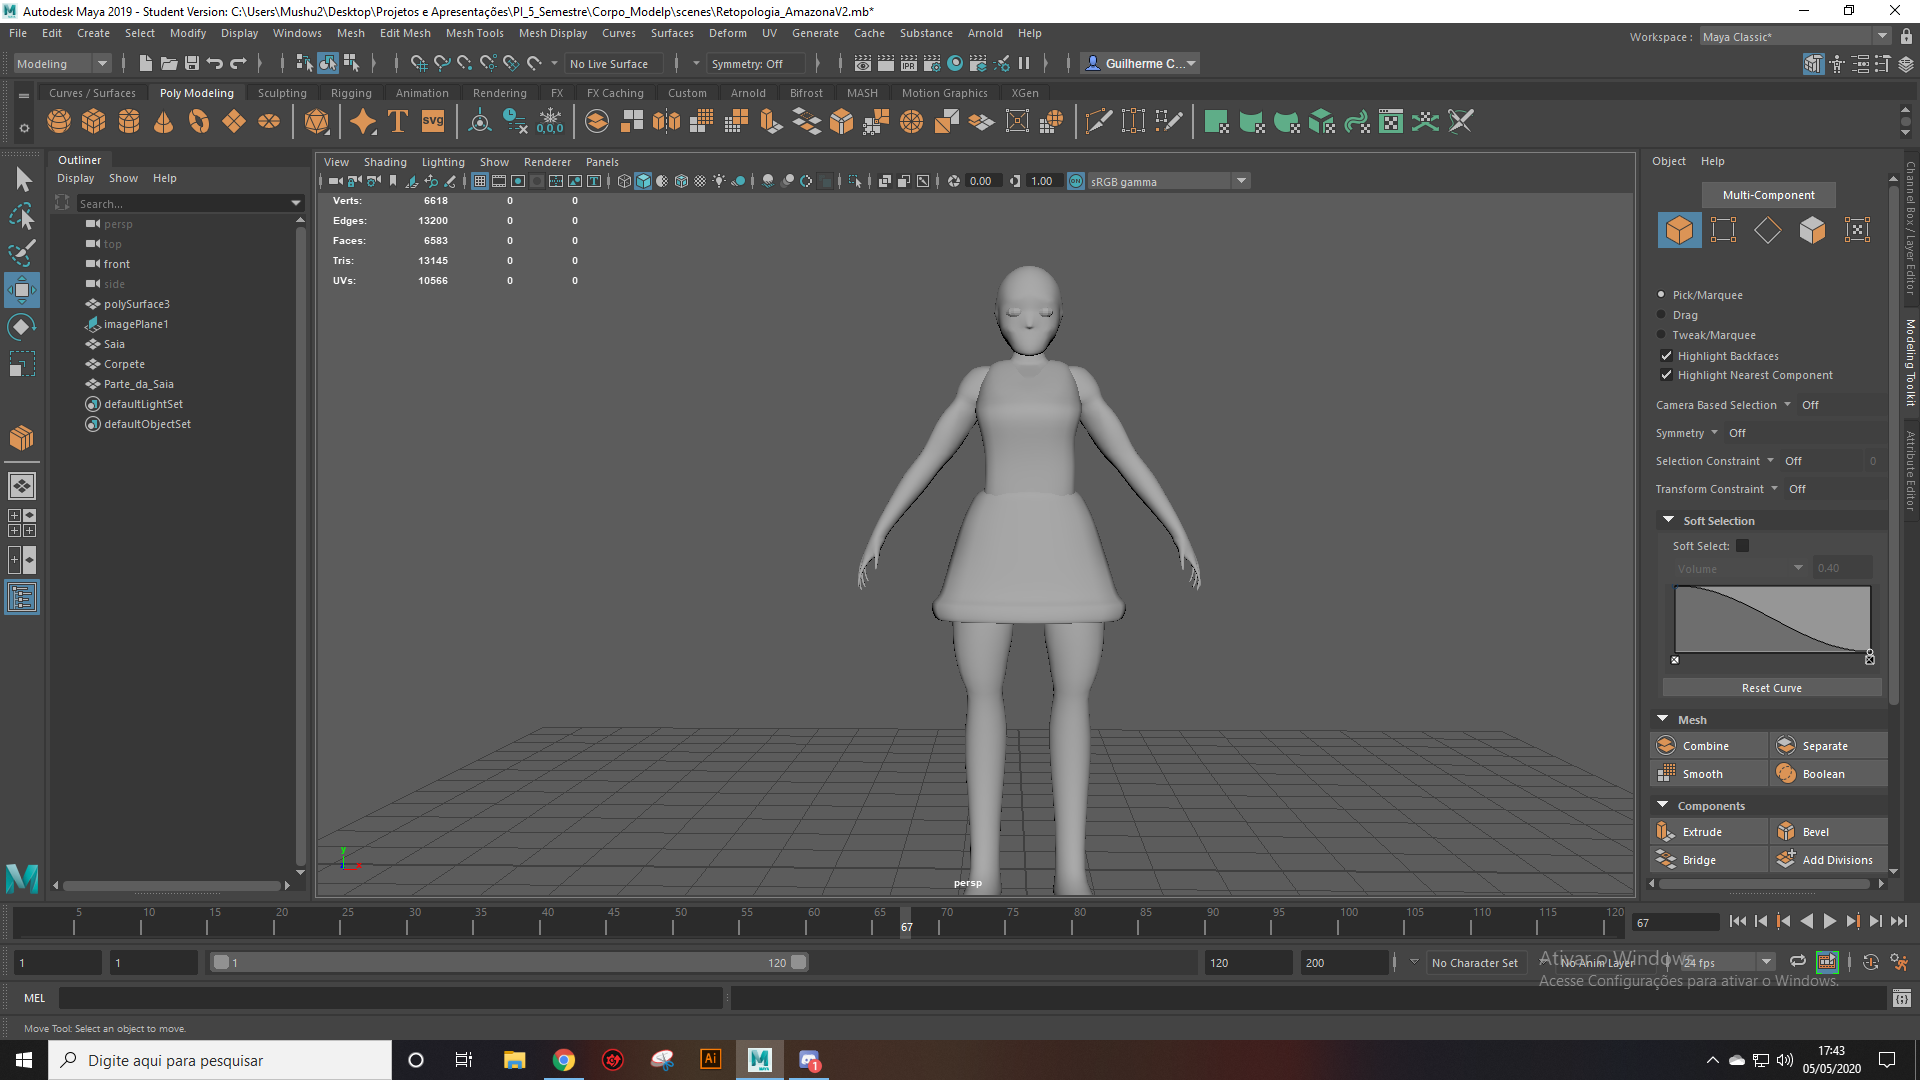 Autodesk Maya 2019 - Student Version: C:\Users\Mushu2\Desktop\Projetos e Apresentações\PI_5_Semestre\Corpo_Modelp\scenes\Retopologia_AmazonaV2.mb*
File Edit Create Select Modify Display Windows Mesh Edit Mesh Mesh Tools Mesh Display Curves Surfaces Deform UV Generate Cache Substance Arnold Help
Workspace : Maya Classic*
Modeling No Live Surface Symmetry: Off Guilherme C...
Curves / Surfaces Poly Modeling Sculpting Rigging Animation Rendering FX FX Caching Custom Arnold Bifrost MASH Motion Graphics XGen
T svg 0,0,0
IPR
Outliner
Display Show Help
Search...
persp
top
front
side
polySurface3
imagePlane1
Saia
Corpete
Parte_da_Saia
defaultLightSet
defaultObjectSet
View Shading Lighting Show Renderer Panels
0.00 1.00 ON sRGB gamma
Verts: 6618 0 0
Edges: 13200 0 0
Faces: 6583 0 0
Tris: 13145 0 0
UVs: 10566 0 0
y
persp
Object Help
Multi-Component
Pick/Marquee
Drag
Tweak/Marquee
Highlight Backfaces
Highlight Nearest Component
Camera Based Selection Off
Symmetry Off
Selection Constraint Off 0
Transform Constraint Off
Soft Selection
Soft Select:
Volume 0.40
Reset Curve
Mesh
Combine Separate
Smooth Boolean
Components
Extrude Bevel
Bridge Add Divisions
Channel Box / Layer Editor
Modeling Toolkit
Attribute Editor
5 10 15 20 25 30 35 40 45 50 55 60 65 70 75 80 85 90 95 100 105 110 115 120
67
67
1 1 1 120 120 200 No Character Set No Anim Layer 24 fps
Ativar o Windows
Acesse Configurações para ativar o Windows.
MEL
Move Tool: Select an object to move.
Digite aqui para pesquisar
Ai
M
MAYA
1
17:43
05/05/2020